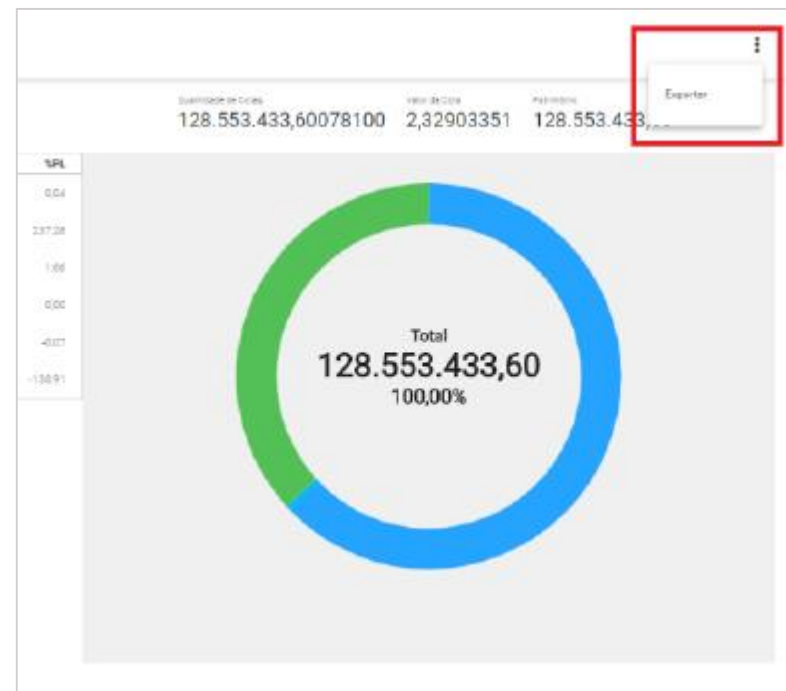 Exportar
Quantidade de Cotas Valor da Cota Patrimônio
128.553.433,60078100 2,32903351 128.553.433,
%PL
0,04
237,28
1,66
0,00
-0,07
-138,91
Total
128.553.433,60
100,00%